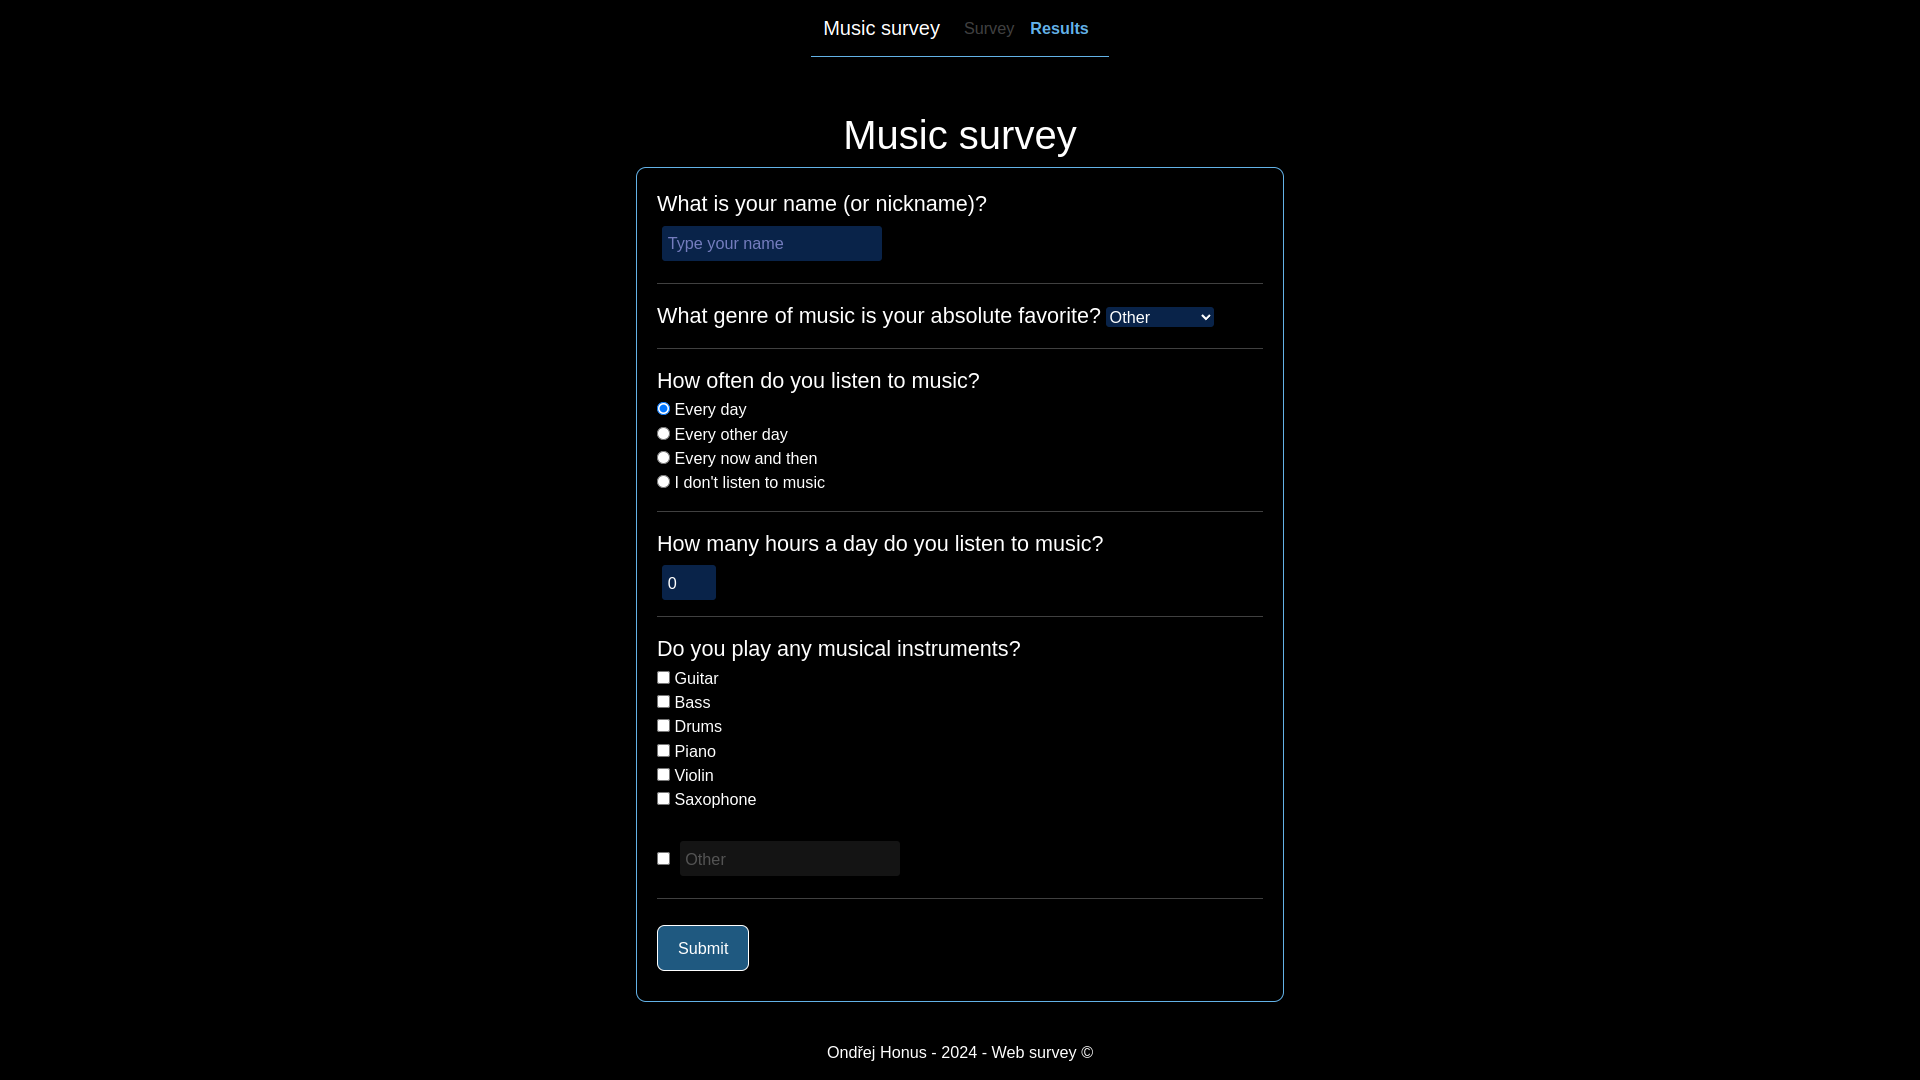 Music survey Survey Results
Music survey
What is your name (or nickname)?
Type your name
What genre of music is your absolute favorite? Other
How often do you listen to music?
Every day
Every other day
Every now and then
I don't listen to music
How many hours a day do you listen to music?
0
Do you play any musical instruments?
Guitar
Bass
Drums
Piano
Violin
Saxophone
Other
Submit
Ondřej Honus - 2024 - Web survey ©